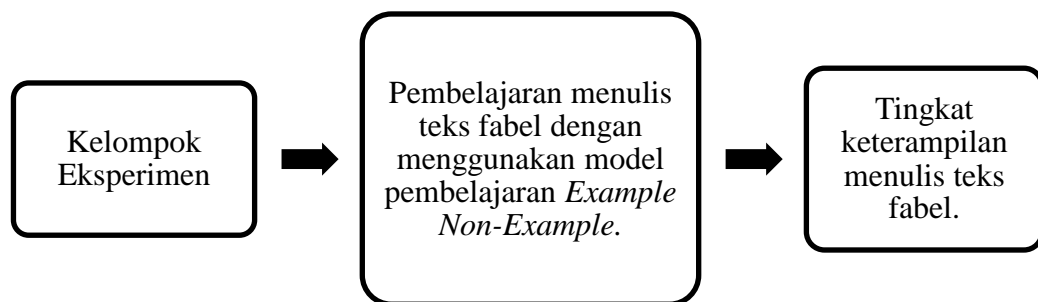 Kelompok
Eksperimen
Pembelajaran menulis
teks fabel dengan
menggunakan model
pembelajaran Example
Non-Example.
Tingkat
keterampilan
menulis teks
fabel.